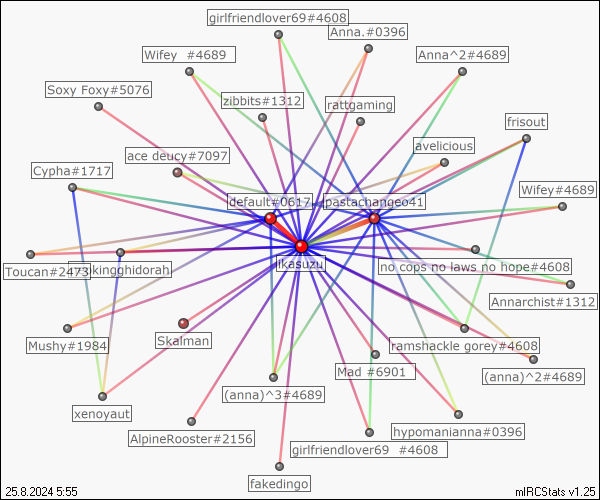 girlfriendlover69#4608
Anna.#0396
Wifey #4689
Anna^2#4689
Soxy Foxy#5076
zibbits#1312
rattgaming
frisout
avelicious
ace deucy#7097
Cypha#1717
Wifey#4689
default#0617
pastachangeo41
ikasuzu
no cops no laws no hope#4608
Toucan#2473
kingghidorah
Annarchist#1312
Mushy#1984
Skalman
ramshackle gorey#4608
Mad #6901
(anna)^2#4689
(anna)^3#4689
xenoyaut
hypomanianna#0396
AlpineRooster#2156
girlfriendlover69 #4608
fakedingo
25.8.2024 5:55
mIRCStats v1.25